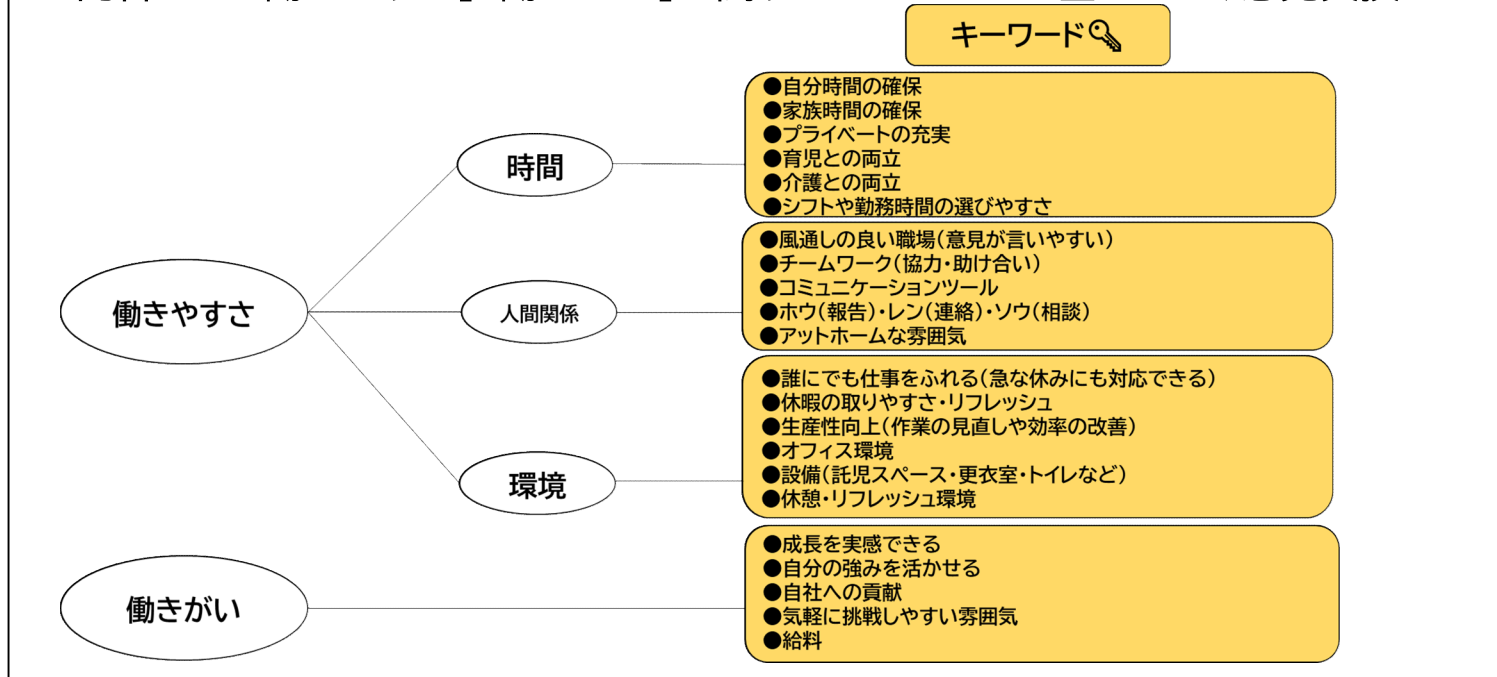 キーワード
●自分時間の確保
●家族時間の確保
●プライベートの充実
●育児との両立
●介護との両立
●シフトや勤務時間の選びやすさ
時間
●風通しの良い職場(意見が言いやすい)
●チームワーク(協力・助け合い)
●コミュニケーションツール
●ホウ(報告)・レン(連絡)・ソウ(相談)
●アットホームな雰囲気
働きやすさ
人間関係
●誰にでも仕事をふれる(急な休みにも対応できる)
●休暇の取りやすさ・リフレッシュ
●生産性向上(作業の見直しや効率の改善)
●オフィス環境
●設備(託児スペース・更衣室・トイレなど)
●休憩・リフレッシュ環境
環境
●成長を実感できる
●自分の強みを活かせる
●自社への貢献
●気軽に挑戦しやすい雰囲気
●給料
働きがい